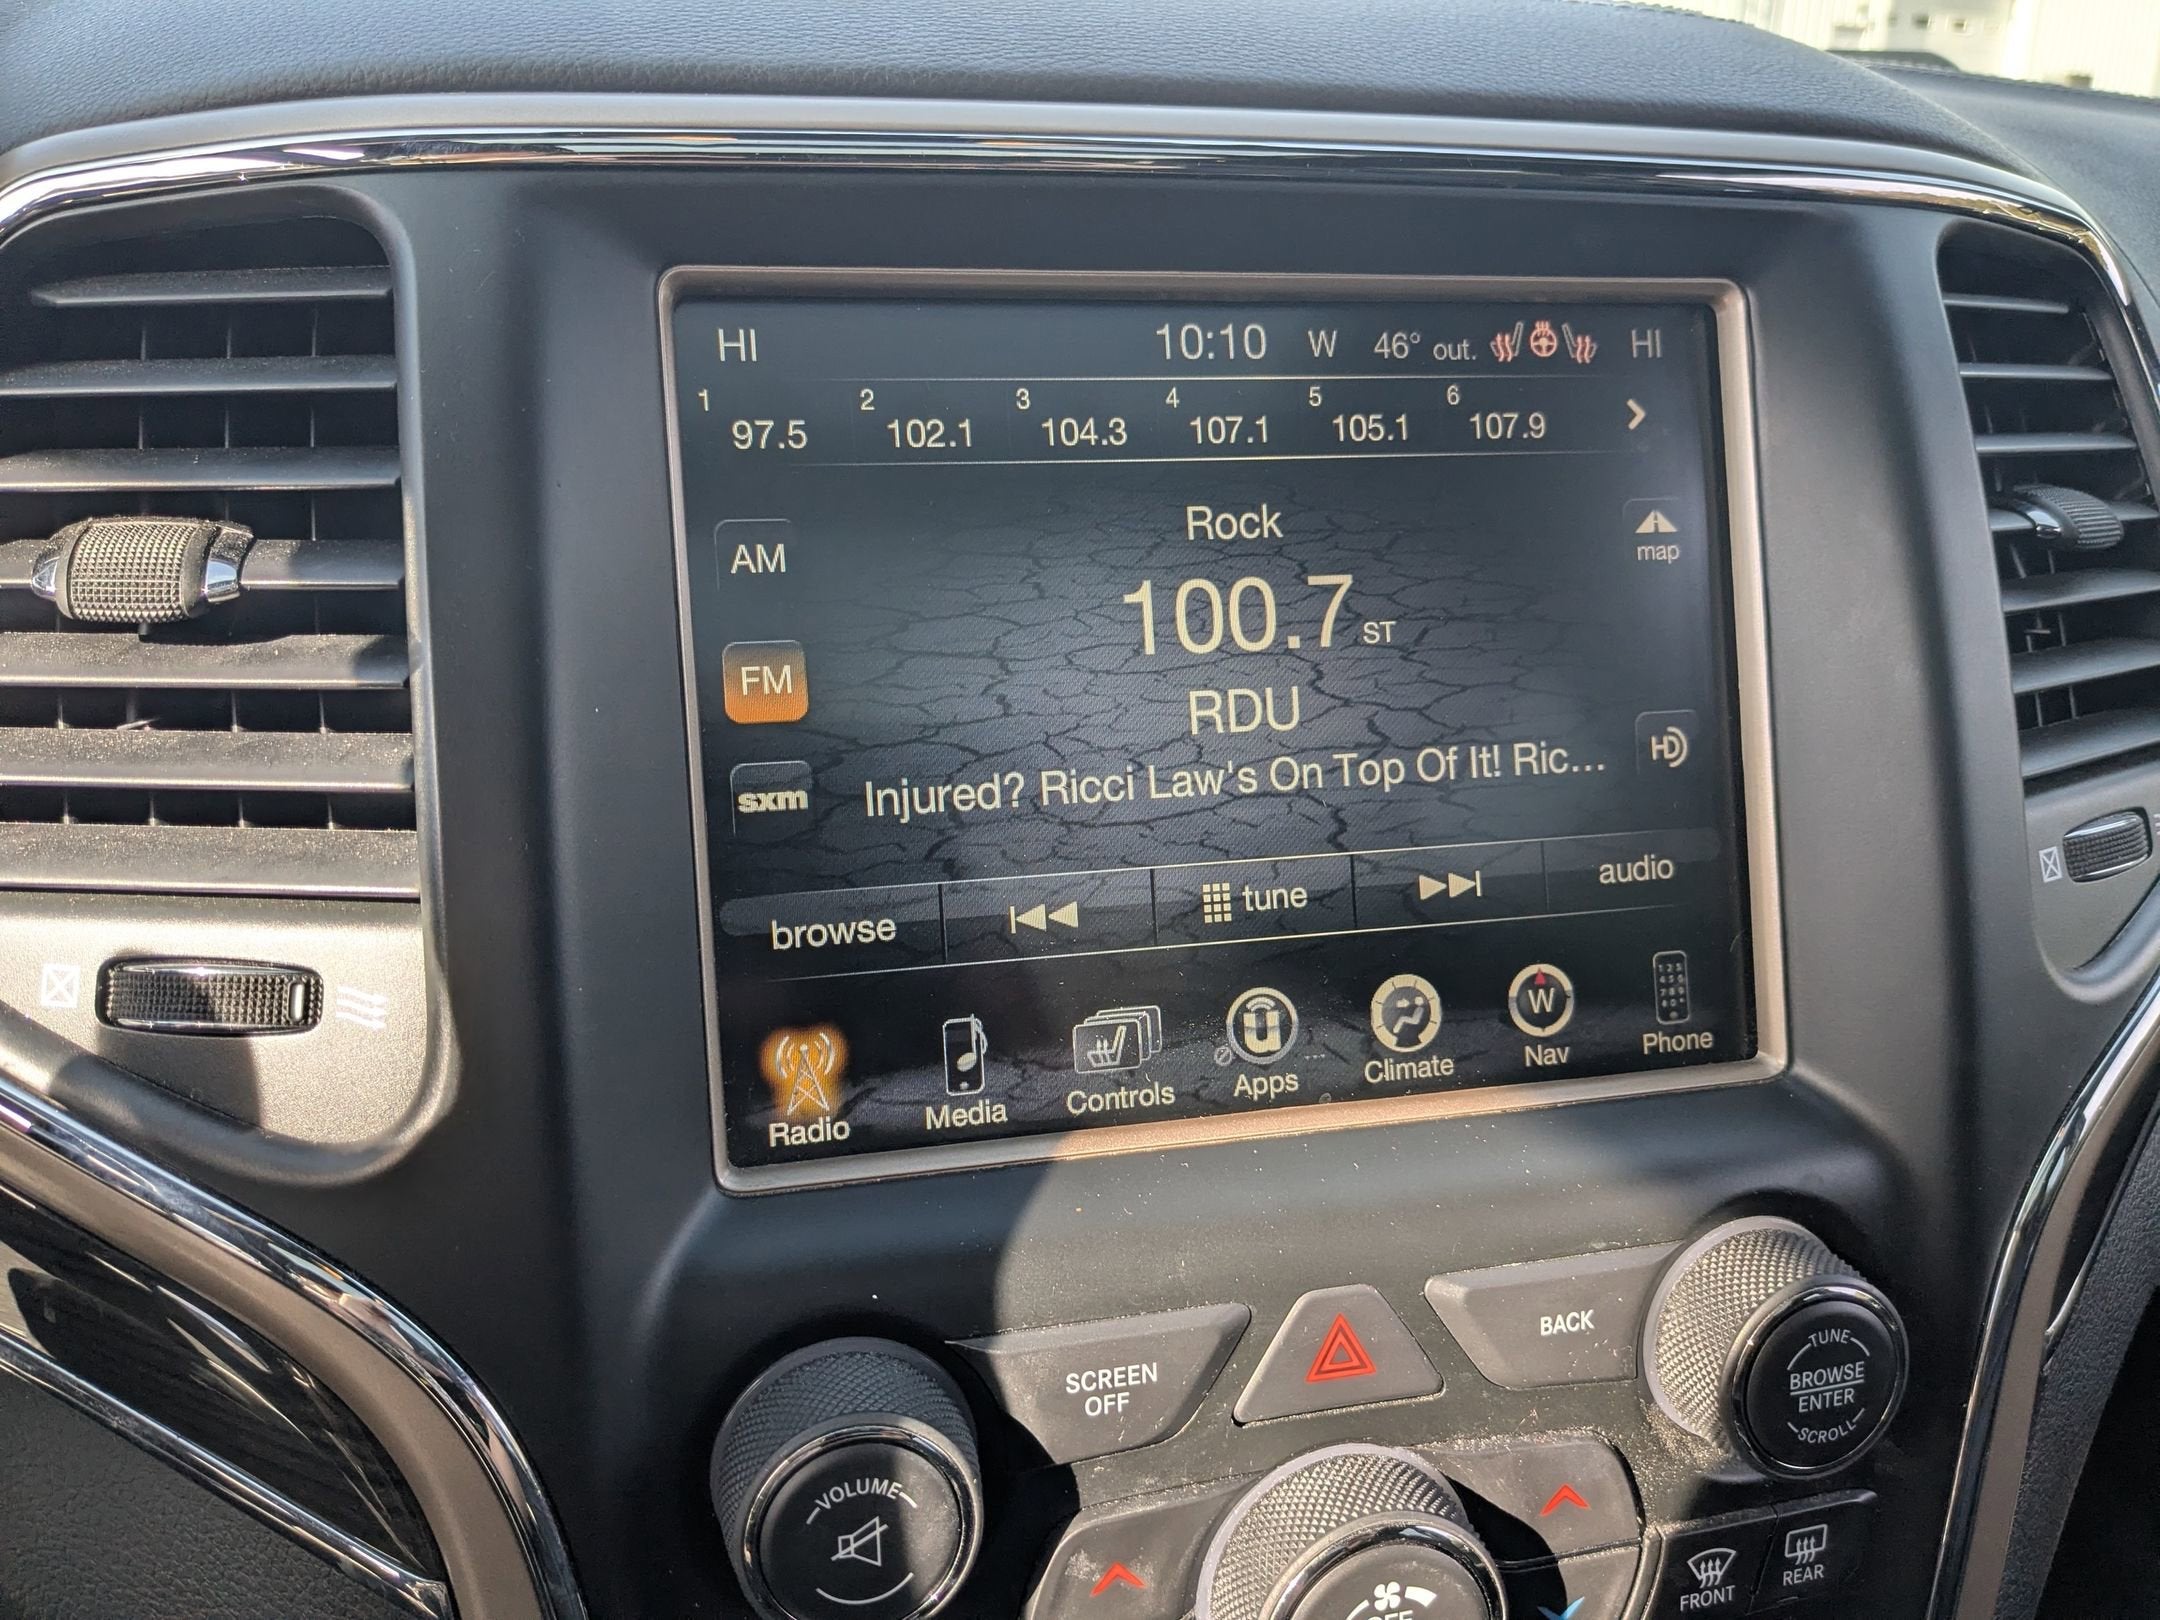 HI 10:10 W 46° out. HI
1 97.5 2 102.1 3 104.3 4 107.1 5 105.1 6 107.9
Rock
AM
map
100.7 ST
FM
RDU
HD
sxm
Injured? Ricci Law's On Top Of It! Ric...
browse tune audio
W
Radio Media Controls Apps Climate Nav Phone
SCREEN
OFF
BACK
TUNE
BROWSE
ENTER
SCROLL
VOLUME
FRONT
REAR
OFF